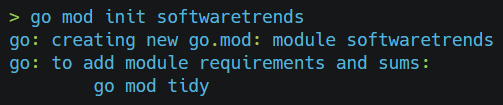 > go mod init softwaretrends
go: creating new go.mod: module softwaretrends
go: to add module requirements and sums:
        go mod tidy